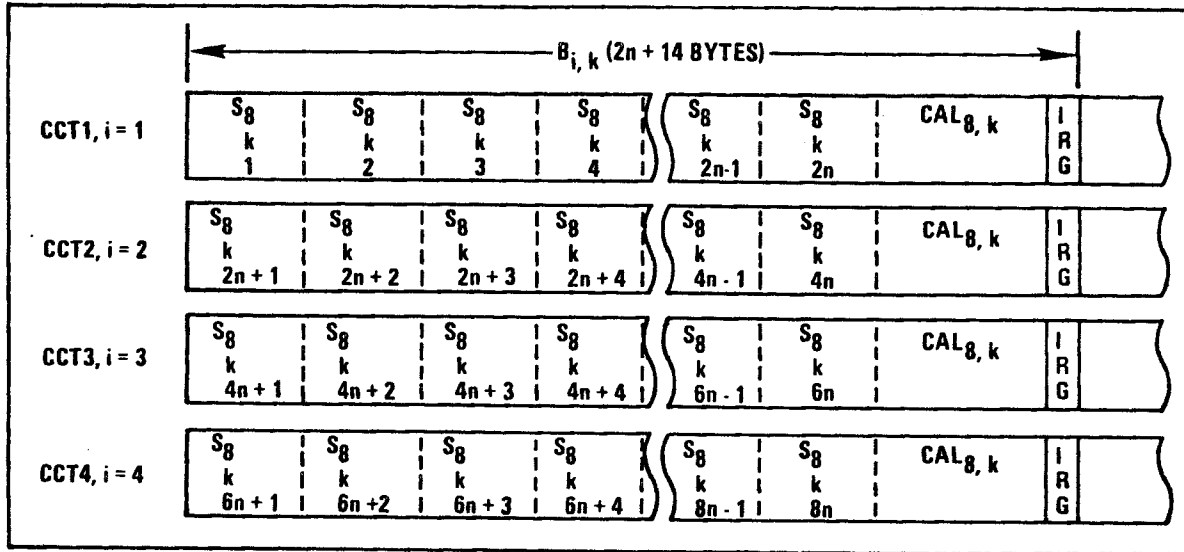 B i, k (2n + 14 BYTES)
CCT1, i = 1
S8 S8 S8 S8 S8 S8 CAL8, k I
k k k k k k R
1 2 3 4 2n-1 2n G
CCT2, i = 2
S8 S8 S8 S8 S8 S8 CAL8, k I
k k k k k k R
2n + 1 2n + 2 2n + 3 2n + 4 4n - 1 4n G
CCT3, i = 3
S8 S8 S8 S8 S8 S8 CAL8, k I
k k k k k k R
4n + 1 4n + 2 4n + 3 4n + 4 6n - 1 6n G
CCT4, i = 4
S8 S8 S8 S8 S8 S8 CAL8, k I
k k k k k k R
6n + 1 6n +2 6n + 3 6n + 4 8n - 1 8n G